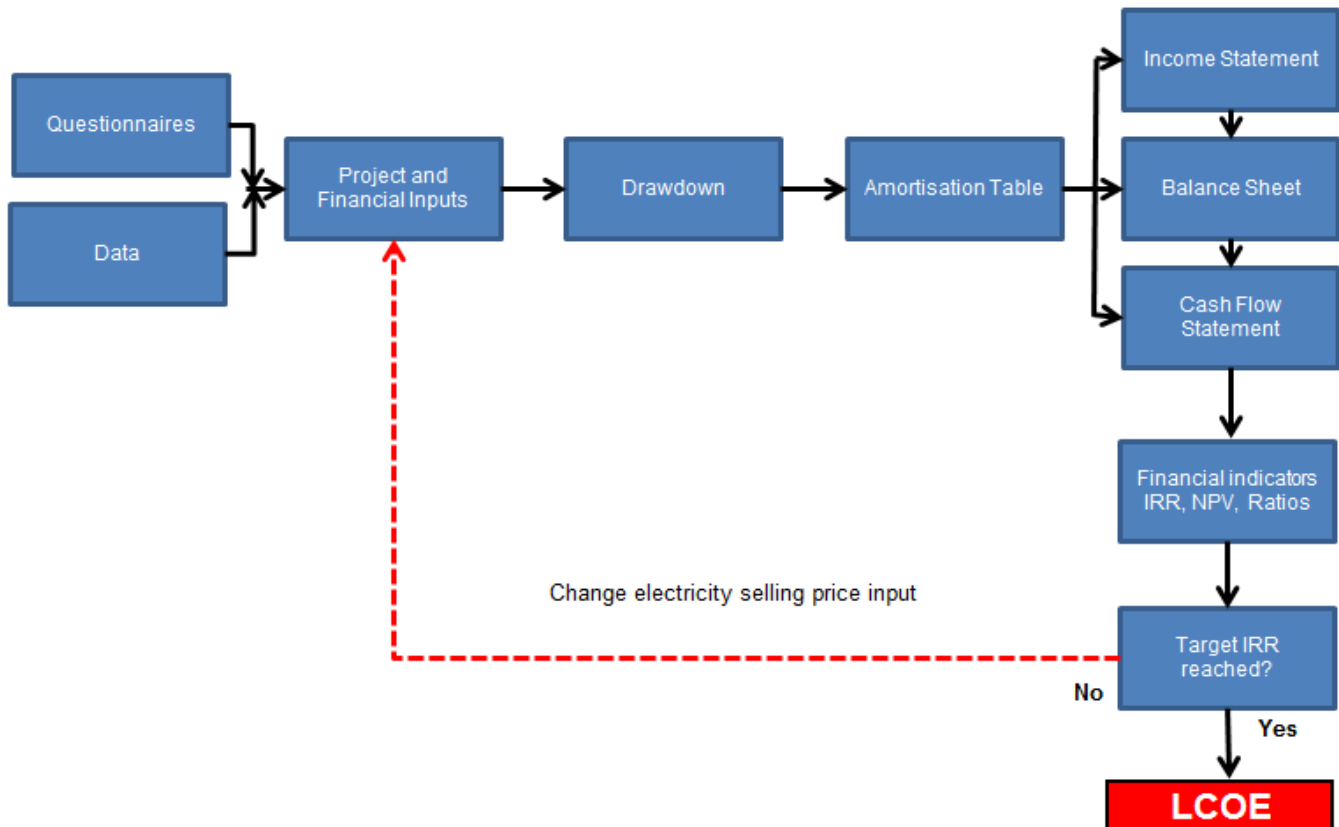 Questionnaires
Data
Project and
Financial Inputs
Drawdown
Amortisation Table
Income Statement
Balance Sheet
Cash Flow
Statement
Financial indicators
IRR, NPV, Ratios
Target IRR
reached?
Change electricity selling price input
No
Yes
LCOE